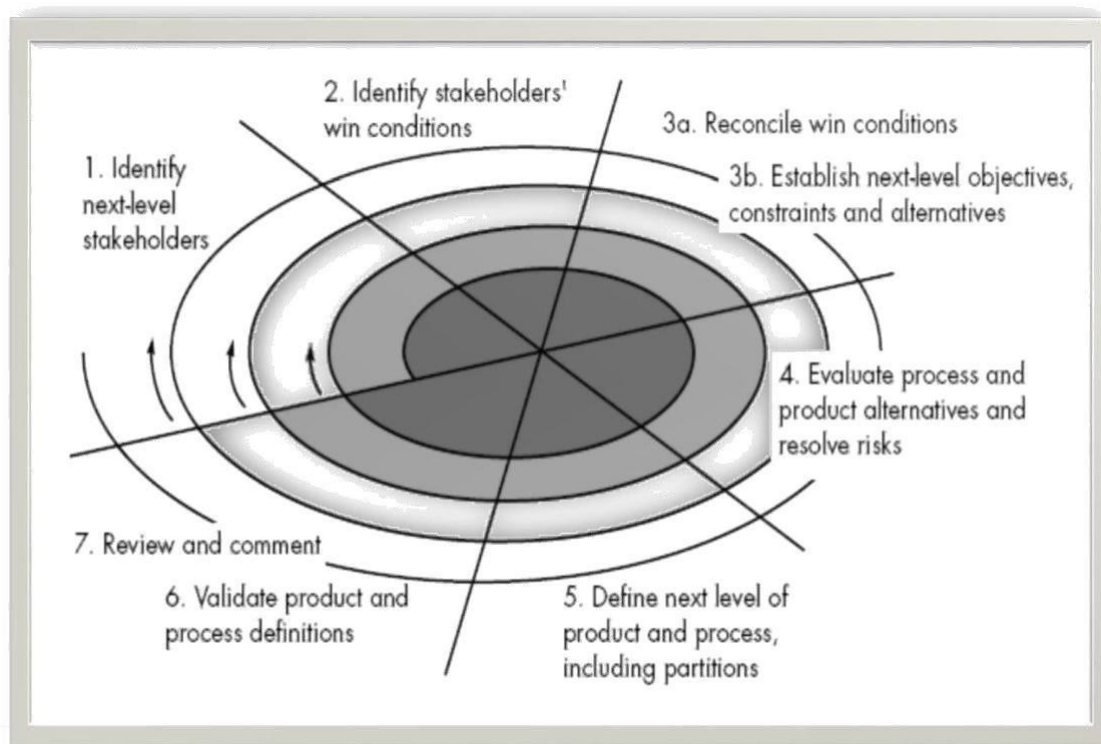 1. Identify
next-level
stakeholders
2. Identify stakeholders'
win conditions
3a. Reconcile win conditions
3b. Establish next-level objectives,
constraints and alternatives
4. Evaluate process and
product alternatives and
resolve risks
5. Define next level of
product and process,
including partitions
6. Validate product and
process definitions
7. Review and comment